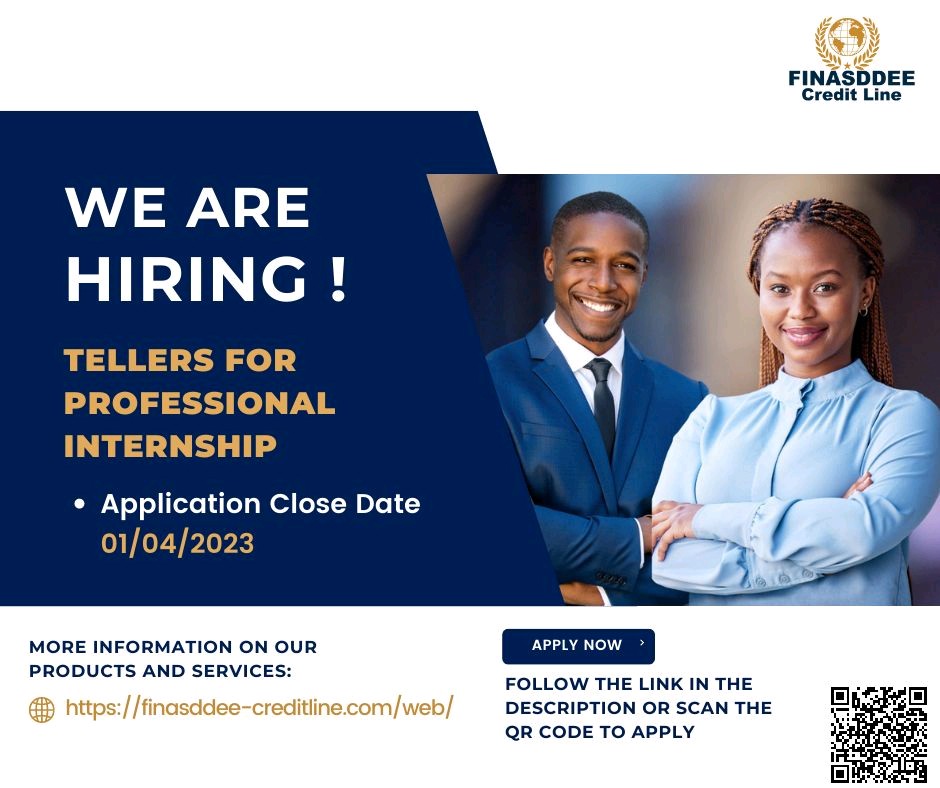 FINASDDEE
Credit Line
WE ARE
HIRING !
TELLERS FOR
PROFESSIONAL
INTERNSHIP
• Application Close Date
01/04/2023
MORE INFORMATION ON OUR
PRODUCTS AND SERVICES:
https://finasddee-creditline.com/web/
APPLY NOW ›
FOLLOW THE LINK IN THE
DESCRIPTION OR SCAN THE
QR CODE TO APPLY